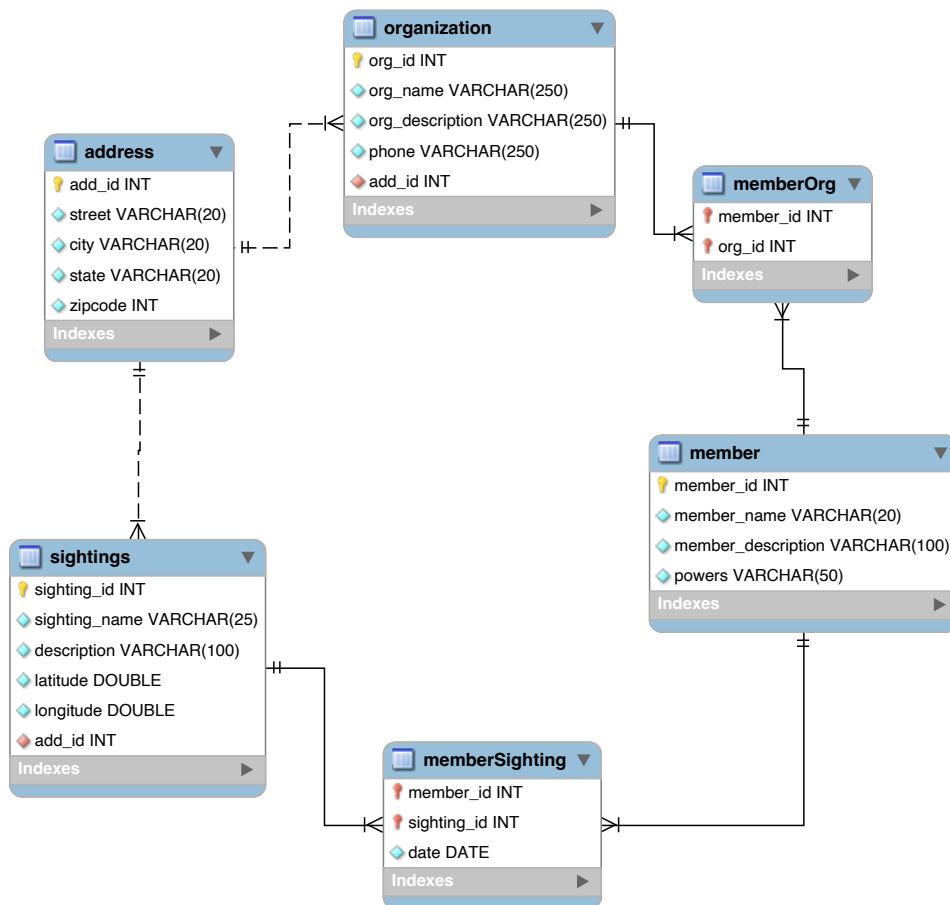 organization
org_id INT
org_name VARCHAR(250)
org_description VARCHAR(250)
phone VARCHAR(250)
add_id INT
Indexes
address
add_id INT
street VARCHAR(20)
city VARCHAR(20)
state VARCHAR(20)
zipcode INT
Indexes
memberOrg
member_id INT
org_id INT
Indexes
member
member_id INT
member_name VARCHAR(20)
member_description VARCHAR(100)
powers VARCHAR(50)
Indexes
sightings
sighting_id INT
sighting_name VARCHAR(25)
description VARCHAR(100)
latitude DOUBLE
longitude DOUBLE
add_id INT
Indexes
memberSighting
member_id INT
sighting_id INT
date DATE
Indexes